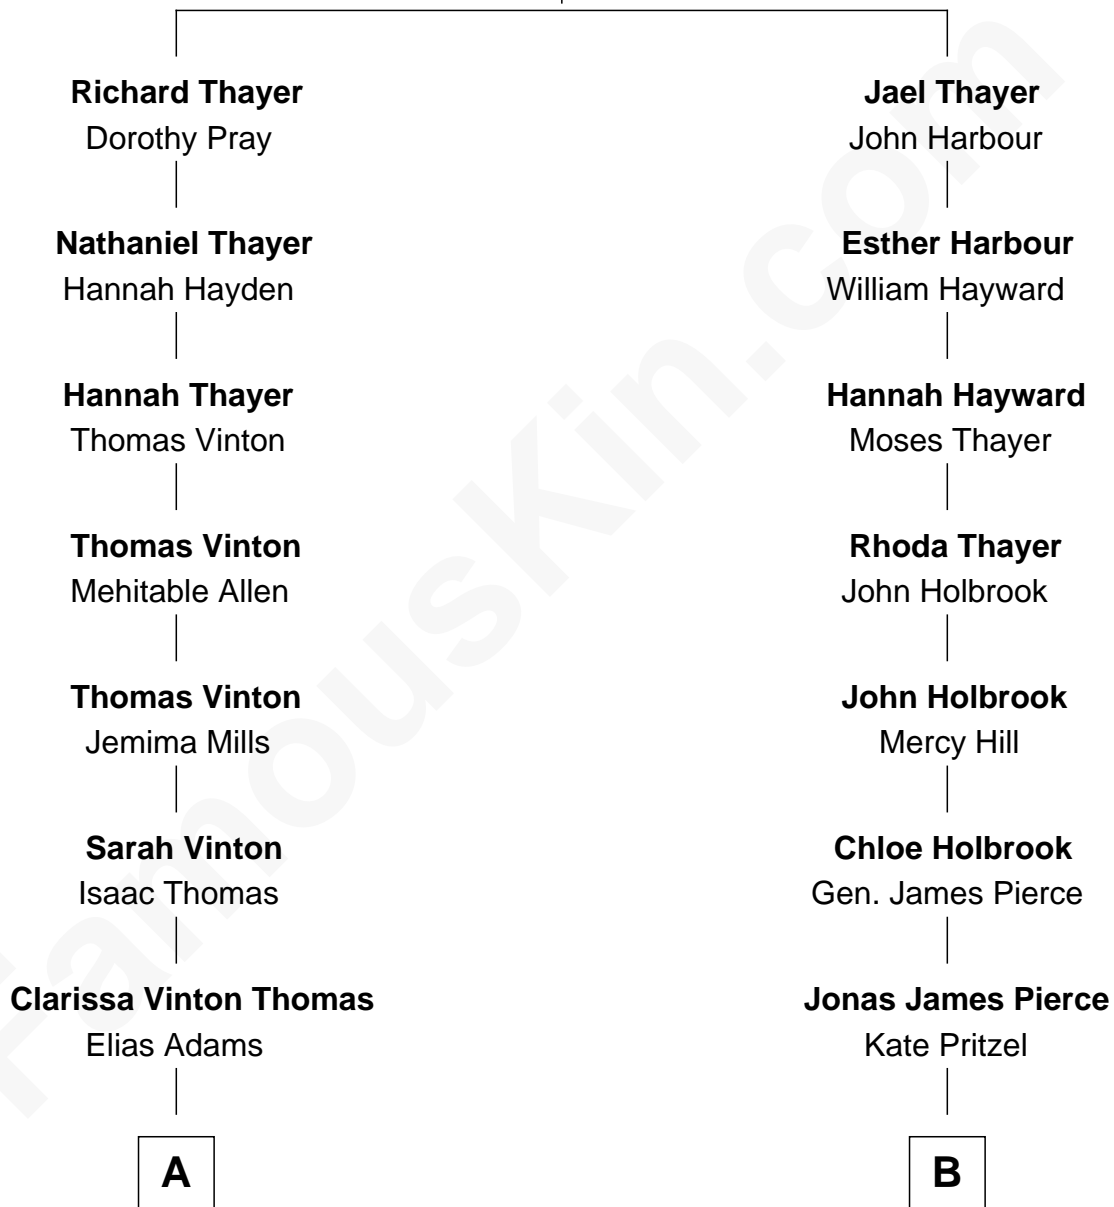 Richard Thayer
Dorothy Pray
Nathaniel Thayer
Hannah Hayden
Hannah Thayer
Thomas Vinton
Thomas Vinton
Mehitable Allen
Thomas Vinton
Jemima Mills
Sarah Vinton
Isaac Thomas
Clarissa Vinton Thomas
Elias Adams
A
Jael Thayer
John Harbour
Esther Harbour
William Hayward
Hannah Hayward
Moses Thayer
Rhoda Thayer
John Holbrook
John Holbrook
Mercy Hill
Chloe Holbrook
Gen. James Pierce
Jonas James Pierce
Kate Pritzel
B
FamousKin.com